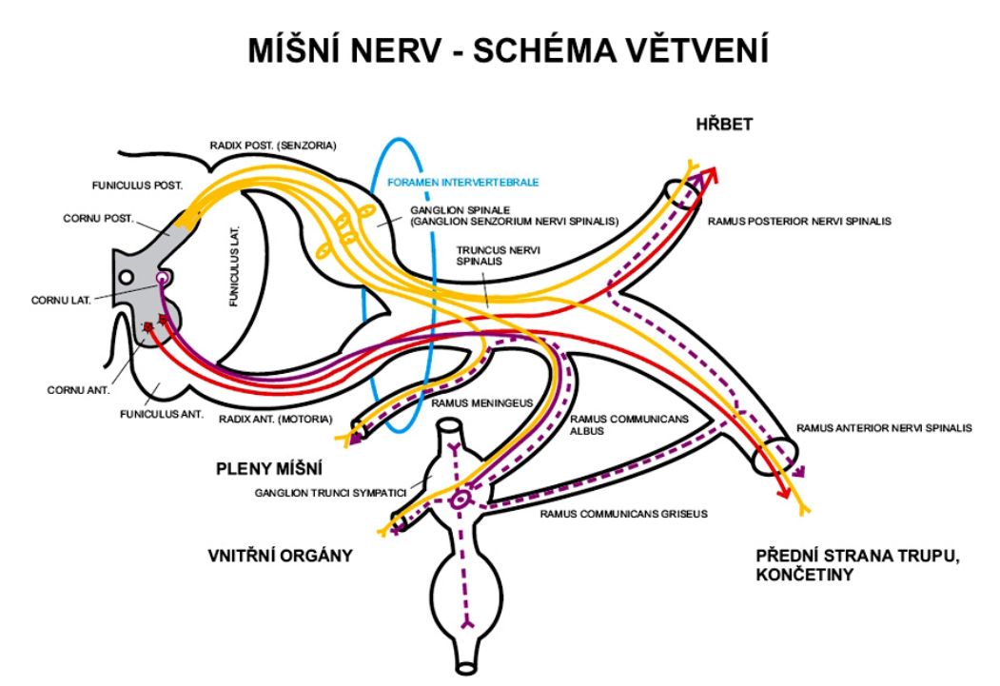 MÍŠNÍ NERV - SCHÉMA VĚTVENÍ
HŘBET
RADIX POST. (SENZORIA)
FUNICULUS POST.
FORAMEN INTERVERTEBRALE
CORNU POST.
GANGLION SPINALE
(GANGLION SENZORIUM NERVI SPINALIS)
RAMUS POSTERIOR NERVI SPINALIS
FUNICULUS LAT.
TRUNCUS NERVI
SPINALIS
CORNU LAT.
CORNU ANT.
FUNICULUS ANT.
RADIX ANT. (MOTORIA)
RAMUS MENINGEUS
RAMUS COMMUNICANS
ALBUS
RAMUS ANTERIOR NERVI SPINALIS
PLENY MÍŠNÍ
GANGLION TRUNCI SYMPATICI
RAMUS COMMUNICANS GRISEUS
VNITŘNÍ ORGÁNY
PŘEDNÍ STRANA TRUPU,
KONČETINY